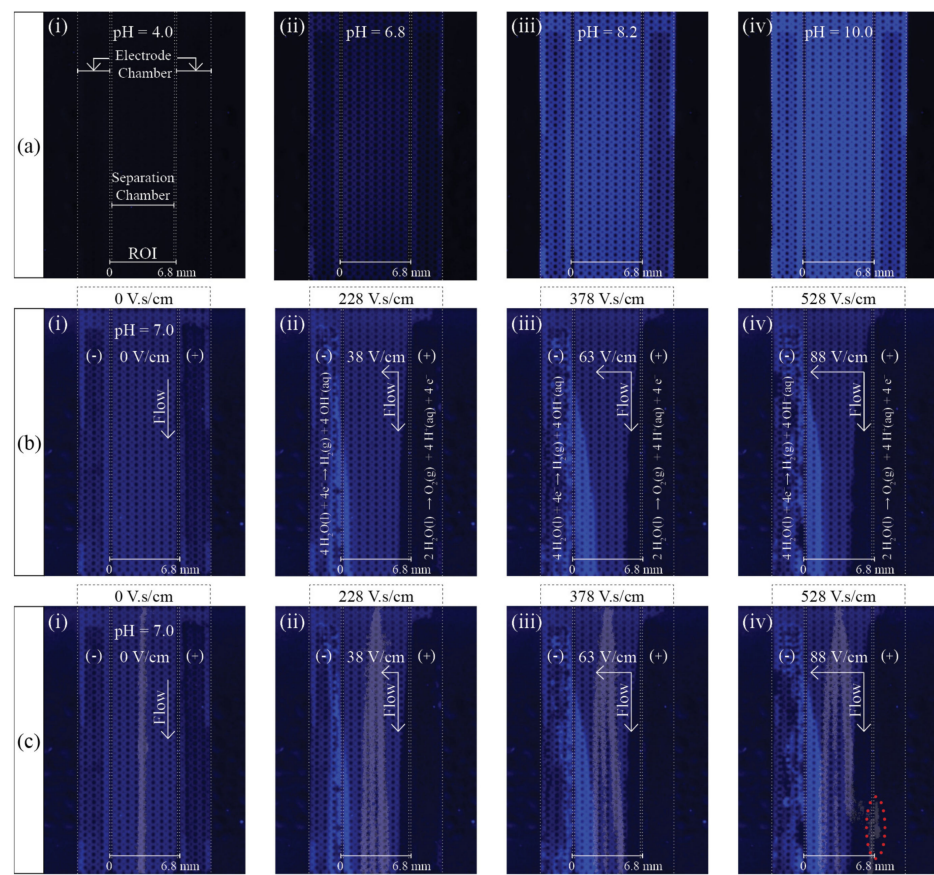 (a)
(i)
pH = 4.0
Electrode
Chamber
Separation
Chamber
ROI
0 6.8 mm
(ii)
pH = 6.8
0 6.8 mm
(iii)
pH = 8.2
0 6.8 mm
(iv)
pH = 10.0
0 6.8 mm
(b)
0 V.s/cm
(i)
pH = 7.0
(-) 0 V/cm (+)
Flow
0 6.8 mm
228 V.s/cm
(ii)
(-) 38 V/cm (+)
Flow
4 H₂O(l) + 4e⁻ → H₂(g) + 4 OH⁻(aq)
2 H₂O(l) → O₂(g) + 4 H⁺(aq) + 4 e⁻
0 6.8 mm
378 V.s/cm
(iii)
(-) 63 V/cm (+)
Flow
4 H₂O(l) + 4e⁻ → H₂(g) + 4 OH⁻(aq)
2 H₂O(l) → O₂(g) + 4 H⁺(aq) + 4 e⁻
0 6.8 mm
528 V.s/cm
(iv)
(-) 88 V/cm (+)
Flow
4 H₂O(l) + 4e⁻ → H₂(g) + 4 OH⁻(aq)
2 H₂O(l) → O₂(g) + 4 H⁺(aq) + 4 e⁻
0 6.8 mm
(c)
0 V.s/cm
(i)
pH = 7.0
(-) 0 V/cm (+)
Flow
0 6.8 mm
228 V.s/cm
(ii)
(-) 38 V/cm (+)
Flow
0 6.8 mm
378 V.s/cm
(iii)
(-) 63 V/cm (+)
Flow
0 6.8 mm
528 V.s/cm
(iv)
(-) 88 V/cm (+)
Flow
0 6.8 mm